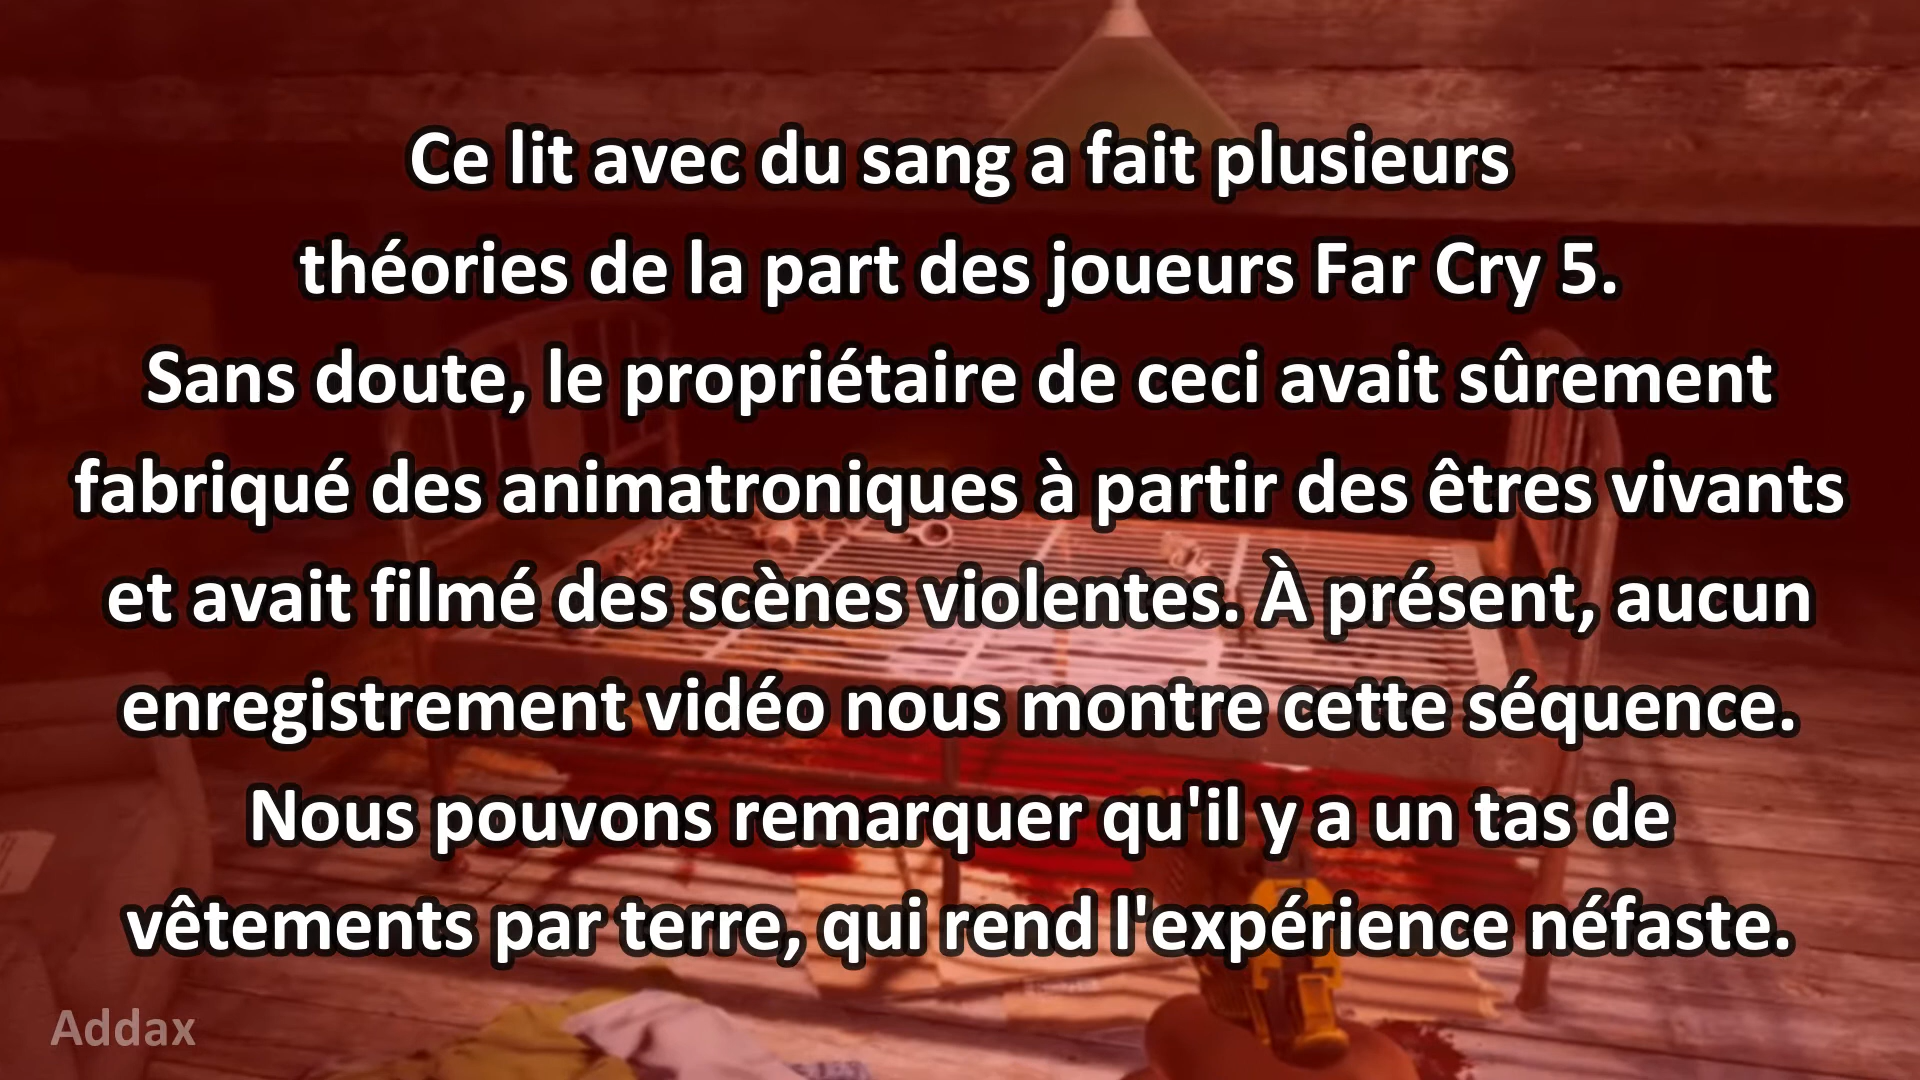 Ce lit avec du sang a fait plusieurs
théories de la part des joueurs Far Cry 5.
Sans doute, le propriétaire de ceci avait sûrement
fabriqué des animatroniques à partir des êtres vivants
et avait filmé des scènes violentes. À présent, aucun
enregistrement vidéo nous montre cette séquence.
Nous pouvons remarquer qu'il y a un tas de
vêtements par terre, qui rend l'expérience néfaste.
Addax